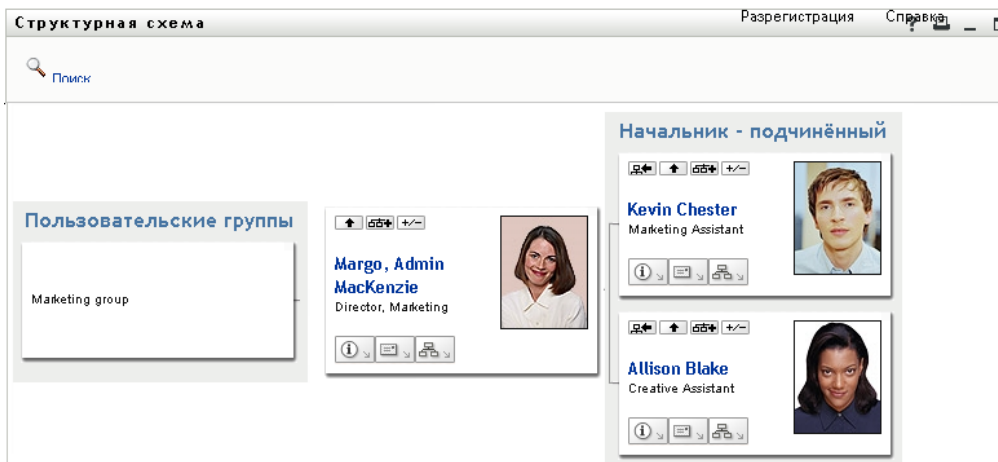 Структурная схема
Разрегистрация Справка
Поиск
Пользовательские группы
Marketing group
Margo, Admin
MacKenzie
Director, Marketing
Начальник - подчинённый
Kevin Chester
Marketing Assistant
Allison Blake
Creative Assistant